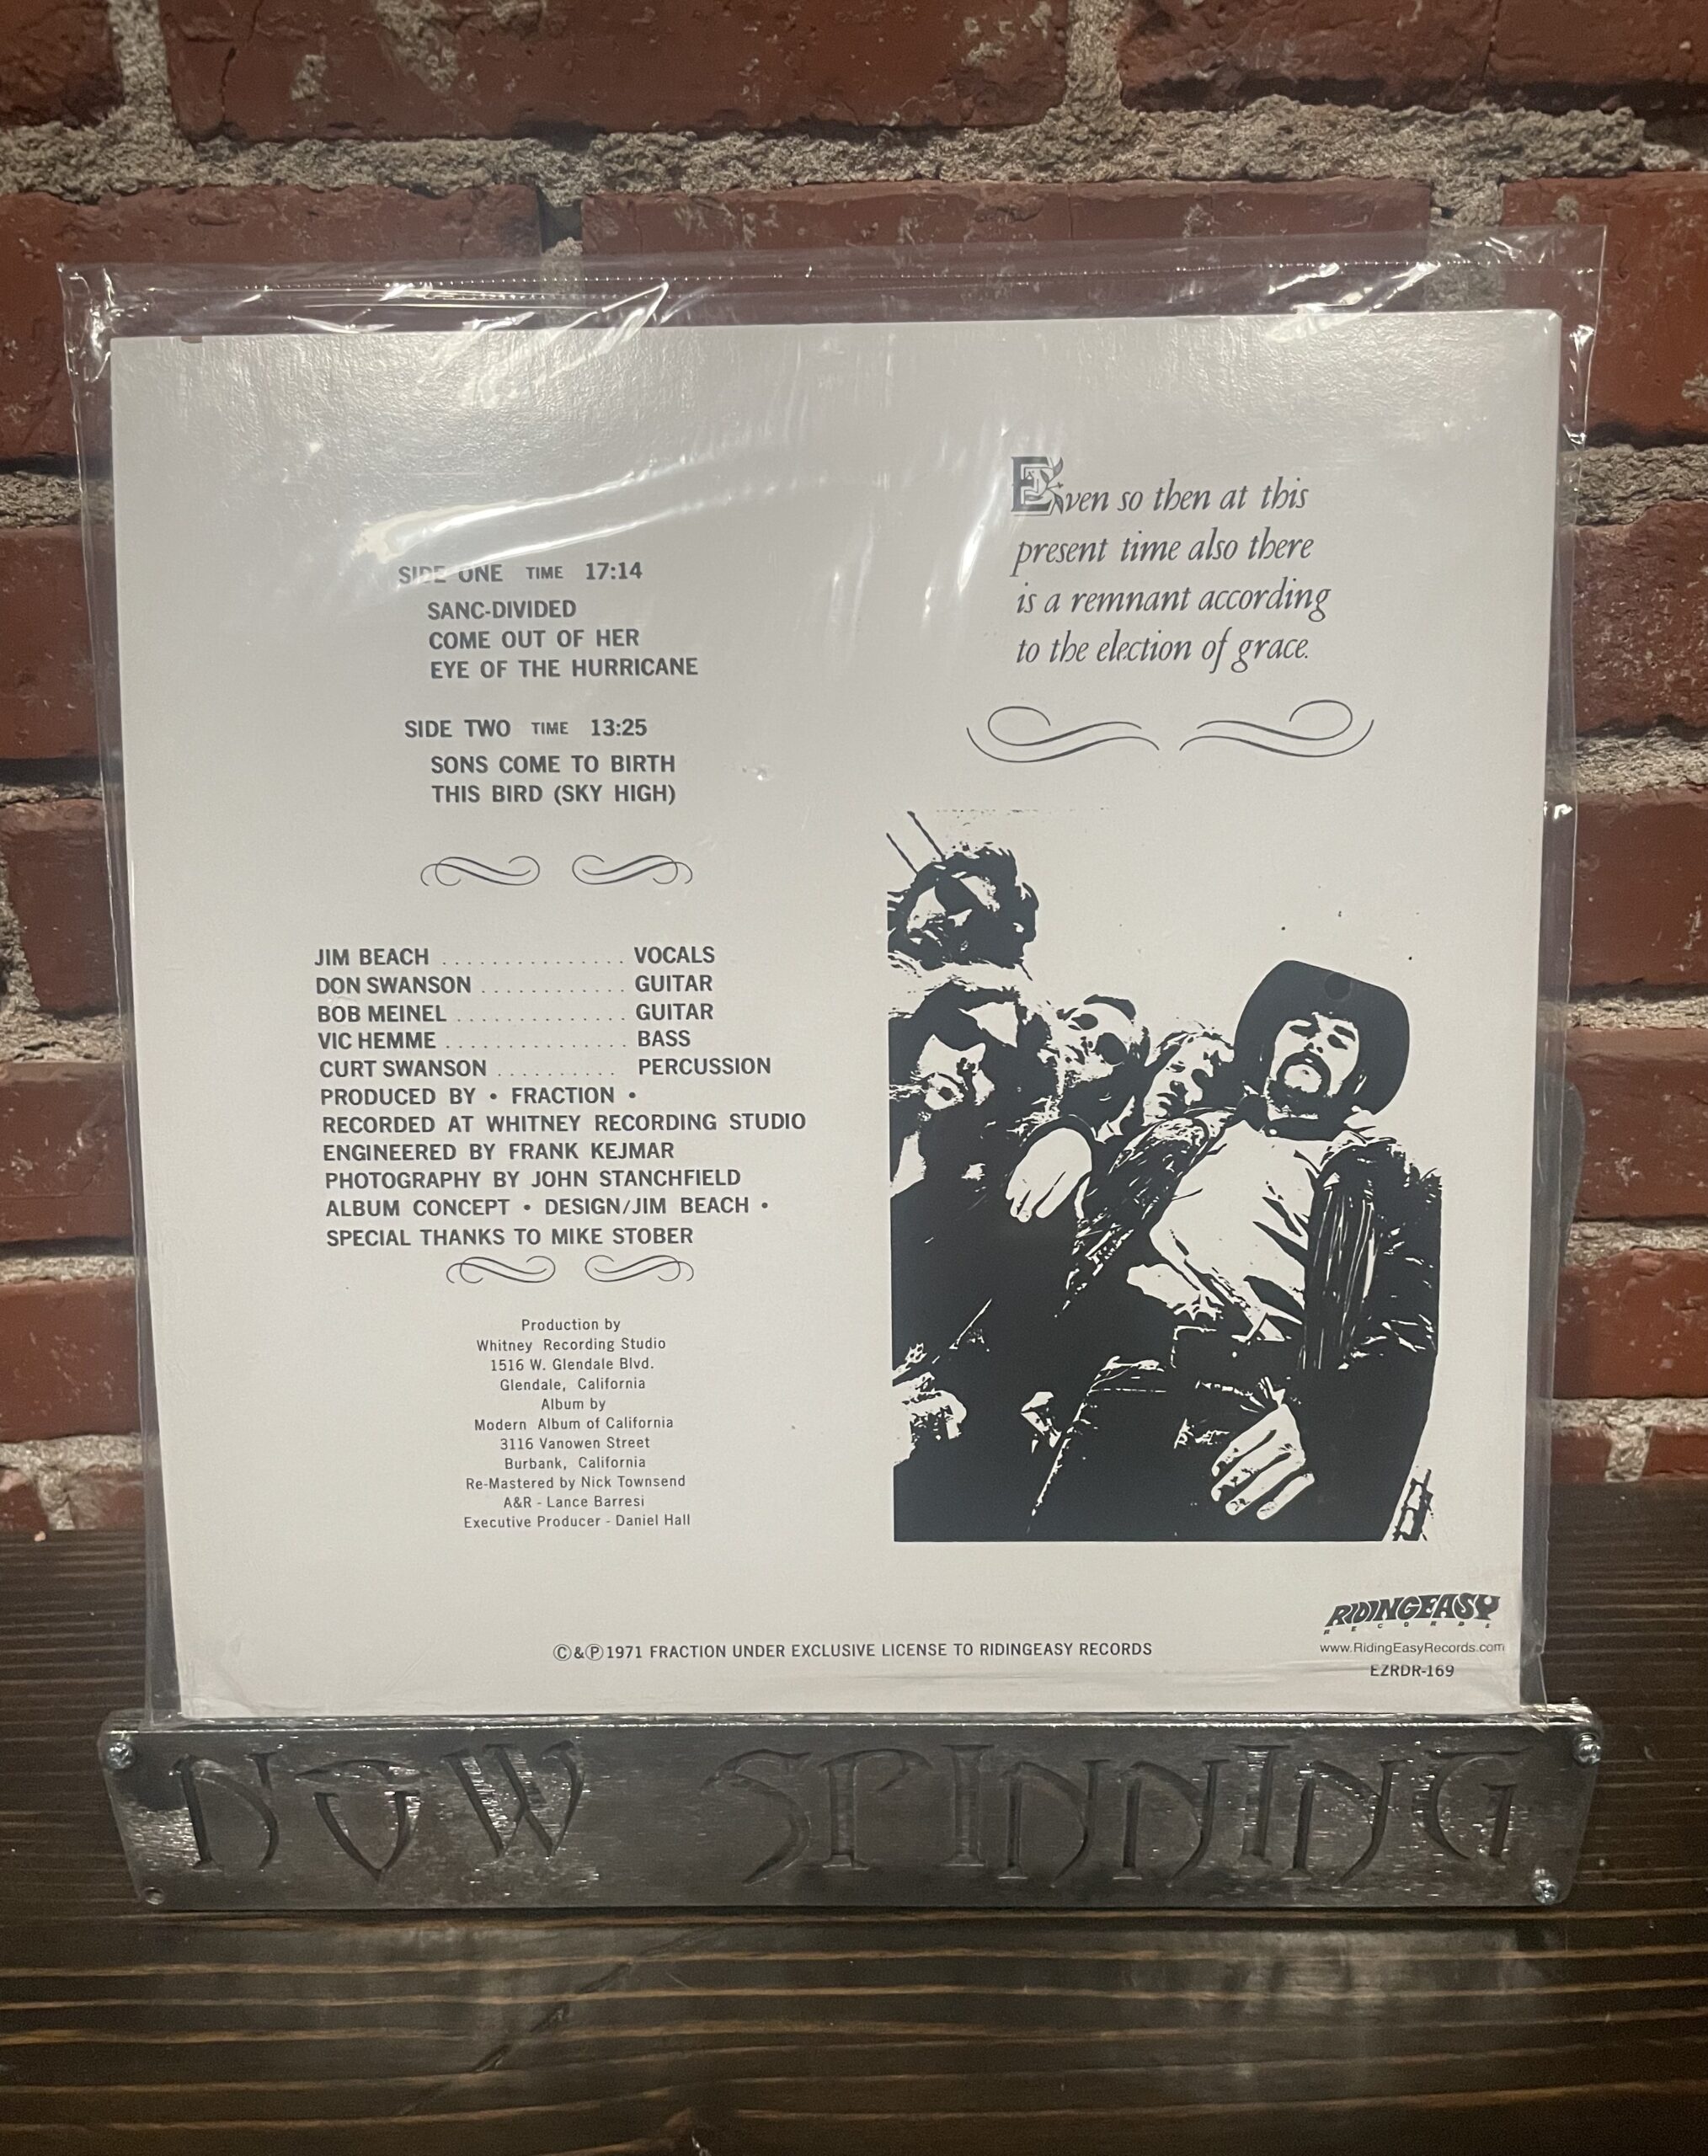 SIDE ONE TIME 17:14
SANC-DIVIDED
COME OUT OF HER
EYE OF THE HURRICANE
SIDE TWO TIME 13:25
SONS COME TO BIRTH
THIS BIRD (SKY HIGH)
JIM BEACH ............... VOCALS
DON SWANSON ............ GUITAR
BOB MEINEL .............. GUITAR
VIC HEMME ............... BASS
CURT SWANSON .......... PERCUSSION
PRODUCED BY • FRACTION •
RECORDED AT WHITNEY RECORDING STUDIO
ENGINEERED BY FRANK KEJMAR
PHOTOGRAPHY BY JOHN STANCHFIELD
ALBUM CONCEPT • DESIGN/JIM BEACH •
SPECIAL THANKS TO MIKE STOBER
Production by
Whitney Recording Studio
1516 W. Glendale Blvd.
Glendale, California
Album by
Modern Album of California
3116 Vanowen Street
Burbank, California
Re-Mastered by Nick Townsend
A&R - Lance Barresi
Executive Producer - Daniel Hall
Even so then at this
present time also there
is a remnant according
to the election of grace.
RIDINGEASY
RECORDS
www.RidingEasyRecords.com
EZRDR-169
Ⓒ&Ⓟ1971 FRACTION UNDER EXCLUSIVE LICENSE TO RIDINGEASY RECORDS
NOW SPINNING